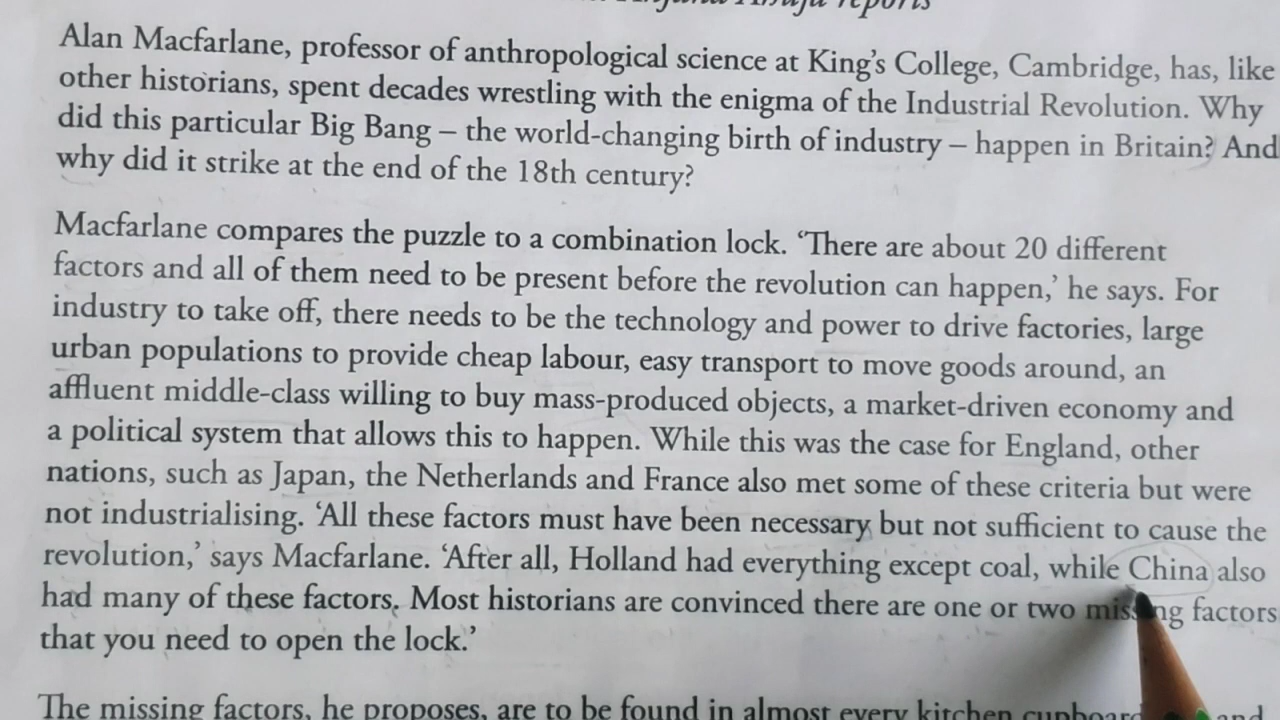 reports
Alan Macfarlane, professor of anthropological science at King's College, Cambridge, has, like
other historians, spent decades wrestling with the enigma of the Industrial Revolution. Why
did this particular Big Bang – the world-changing birth of industry – happen in Britain? And
why did it strike at the end of the 18th century?
Macfarlane compares the puzzle to a combination lock. 'There are about 20 different
factors and all of them need to be present before the revolution can happen,' he says. For
industry to take off, there needs to be the technology and power to drive factories, large
urban populations to provide cheap labour, easy transport to move goods around, an
affluent middle-class willing to buy mass-produced objects, a market-driven economy and
a political system that allows this to happen. While this was the case for England, other
nations, such as Japan, the Netherlands and France also met some of these criteria but were
not industrialising. 'All these factors must have been necessary but not sufficient to cause the
revolution,' says Macfarlane. 'After all, Holland had everything except coal, while China also
had many of these factors. Most historians are convinced there are one or two missing factors
that you need to open the lock.'
The missing factors, he proposes, are to be found in almost every kitchen cupboard and